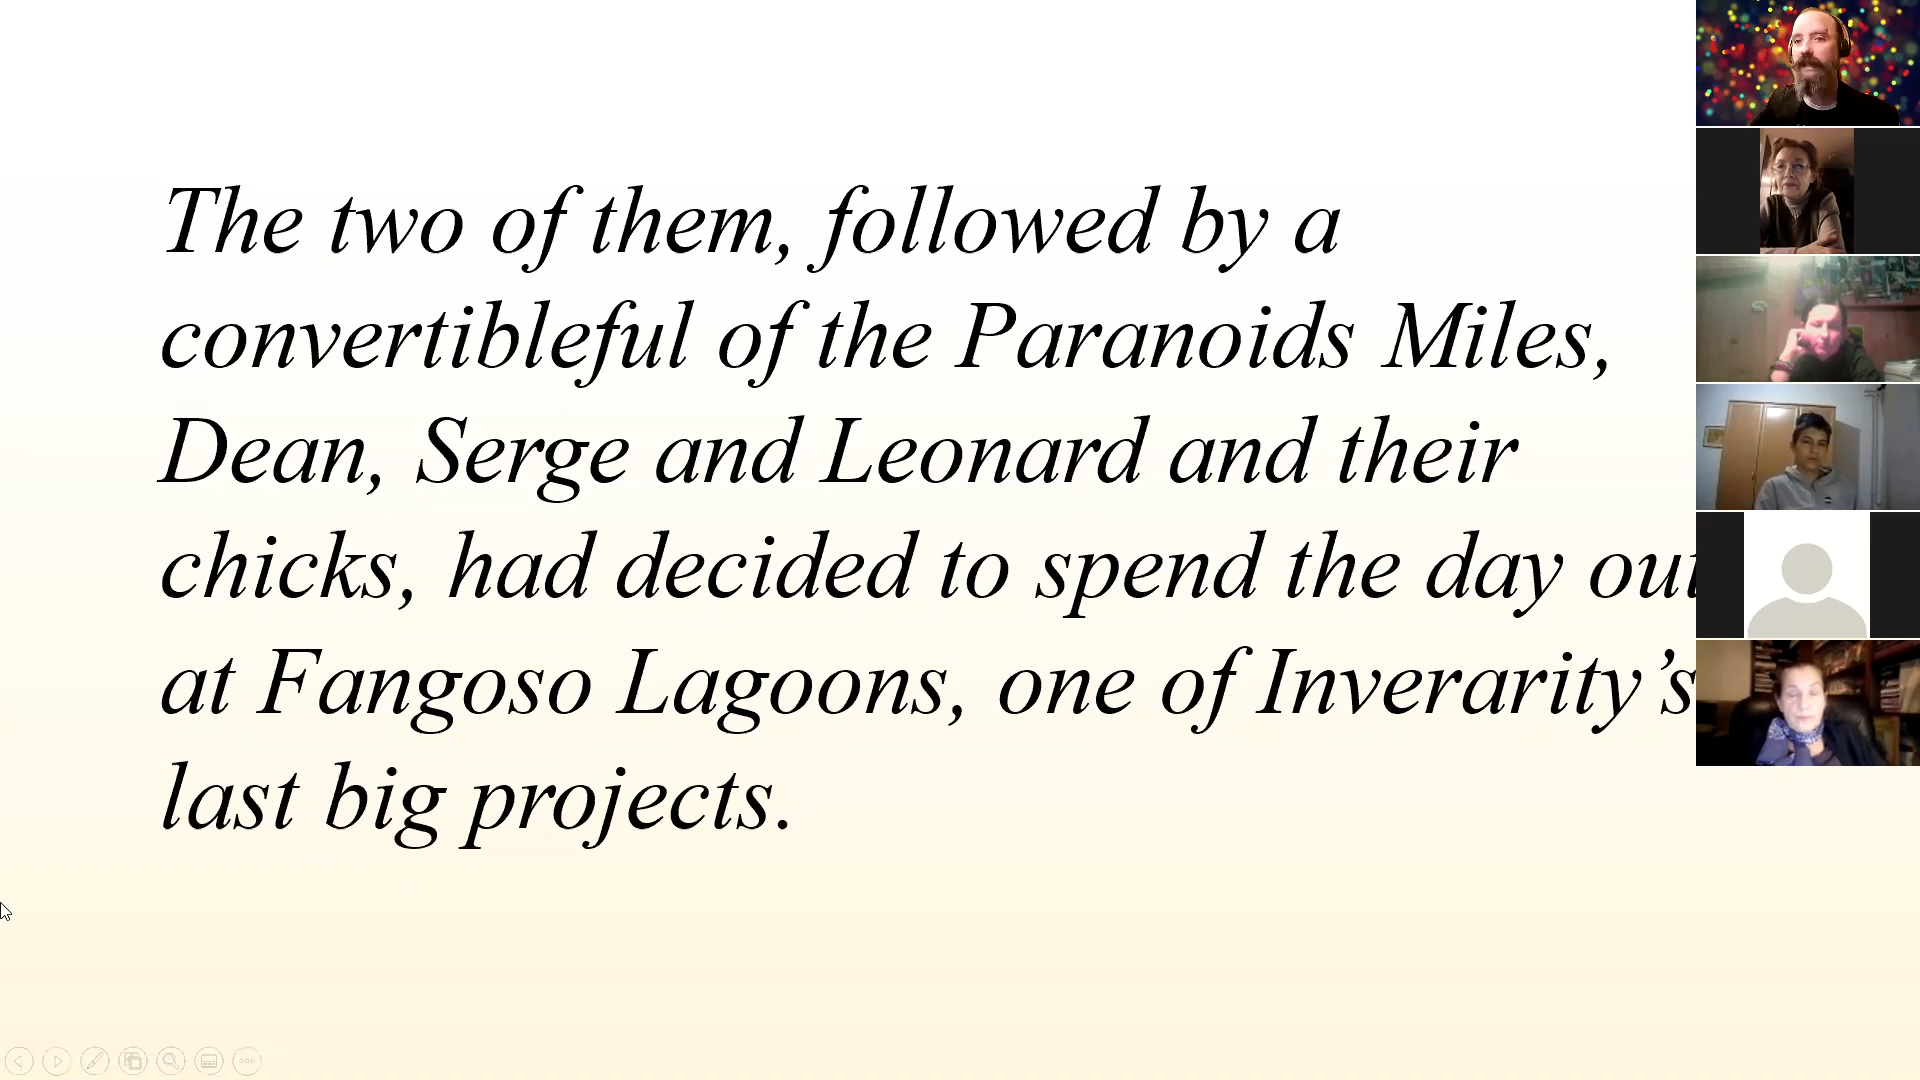 The two of them, followed by a
convertibleful of the Paranoids Miles,
Dean, Serge and Leonard and their
chicks, had decided to spend the day out
at Fangoso Lagoons, one of Inverarity’s
last big projects.